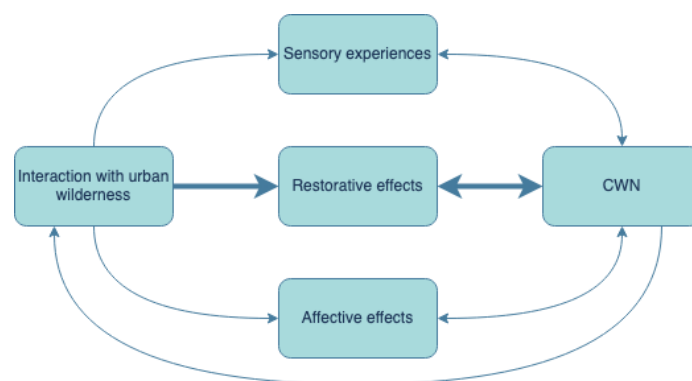 Sensory experiences
Interaction with urban
wilderness
Restorative effects
CWN
Affective effects